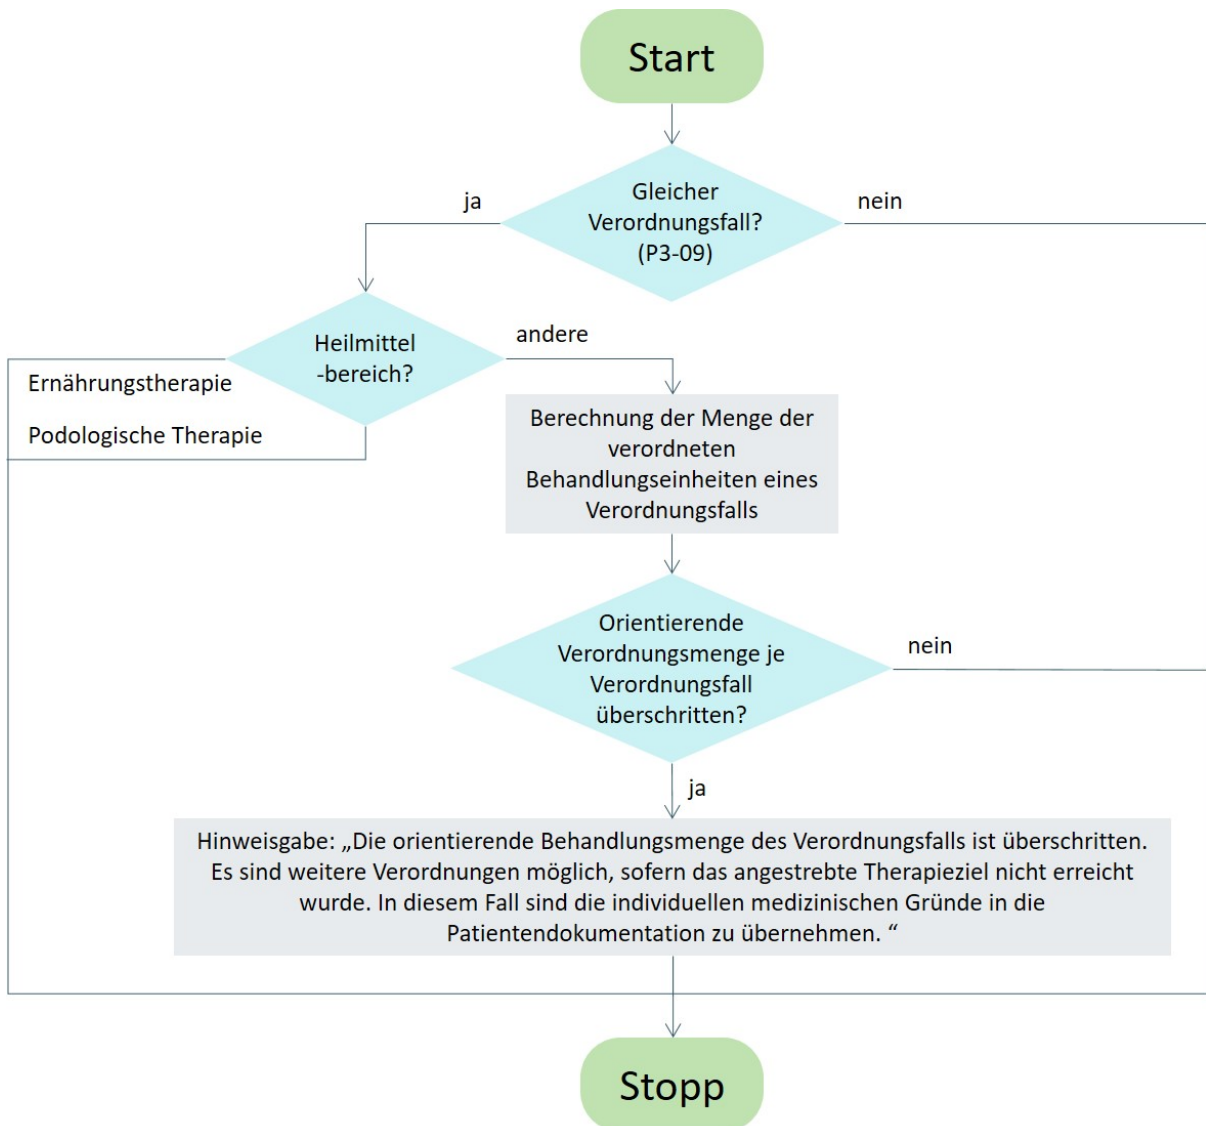 Start
Gleicher
Verordnungsfall?
(P3-09)
ja
nein
Heilmittel
-bereich?
andere
Ernährungstherapie
Podologische Therapie
Berechnung der Menge der
verordneten
Behandlungseinheiten eines
Verordnungsfalls
Orientierende
Verordnungsmenge je
Verordnungsfall
überschritten?
nein
ja
Hinweisgabe: „Die orientierende Behandlungsmenge des Verordnungsfalls ist überschritten.
Es sind weitere Verordnungen möglich, sofern das angestrebte Therapieziel nicht erreicht
wurde. In diesem Fall sind die individuellen medizinischen Gründe in die
Patientendokumentation zu übernehmen. “
Stopp